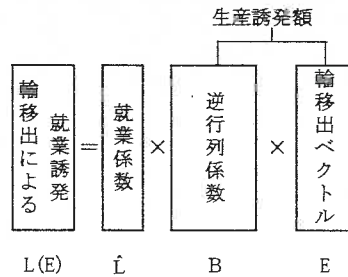 生産誘発額
輸移出による
就業誘発
=
就業係数
×
逆行列係数
×
輸移出ベクトル
L(E)
L̂
B
E